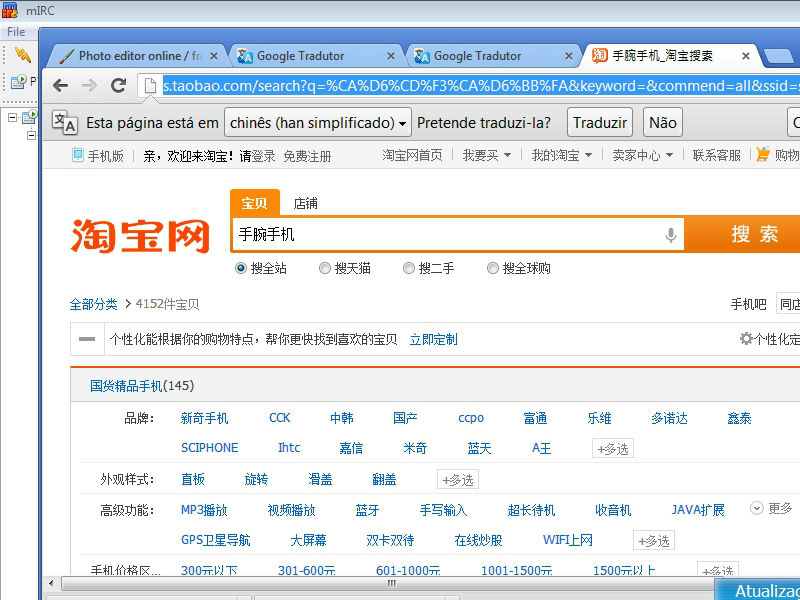 mIRC
File
Photo editor online / fr
Google Tradutor
Google Tradutor
手腕手机_淘宝搜索
s.taobao.com/search?q=%CA%D6%CD%F3%CA%D6%BB%FA&keyword=&commend=all&ssid=s
Esta página está em chinês (han simplificado) Pretende traduzi-la? Traduzir Não
手机版 亲，欢迎来淘宝！请登录 免费注册 淘宝网首页 我要买 我的淘宝 卖家中心 联系客服 购物
宝贝 店铺
淘宝网 手腕手机 搜索
搜全站 搜天猫 搜二手 搜全球购
全部分类 > 4152件宝贝 手机吧 同店
个性化能根据你的购物特点，帮你更快找到喜欢的宝贝 立即定制 个性化定
国货精品手机(145)
品牌： 新奇手机 CCK 中韩 国产 ccpo 富通 乐维 多诺达 鑫泰
SCIPHONE lhtc 嘉信 米奇 蓝天 A王 +多选
外观样式： 直板 旋转 滑盖 翻盖 +多选
高级功能： MP3播放 视频播放 蓝牙 手写输入 超长待机 收音机 JAVA扩展 更多
GPS卫星导航 大屏幕 双卡双待 在线炒股 WIFI上网 +多选
手机价格区... 300元以下 301-600元 601-1000元 1001-1500元 1500元以上 +多选
Atualizaç